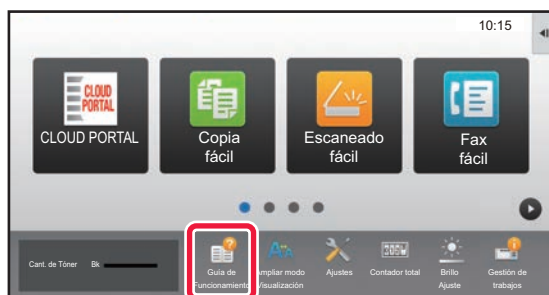 10:15
CLOUD
PORTAL
CLOUD PORTAL
Copia
fácil
Escaneado
fácil
Fax
fácil
Cant. de Tóner Bk
Guía de
Funcionamiento
Ampliar modo
Visualización
Ajustes
Contador total
Brillo
Ajuste
Gestión de
trabajos